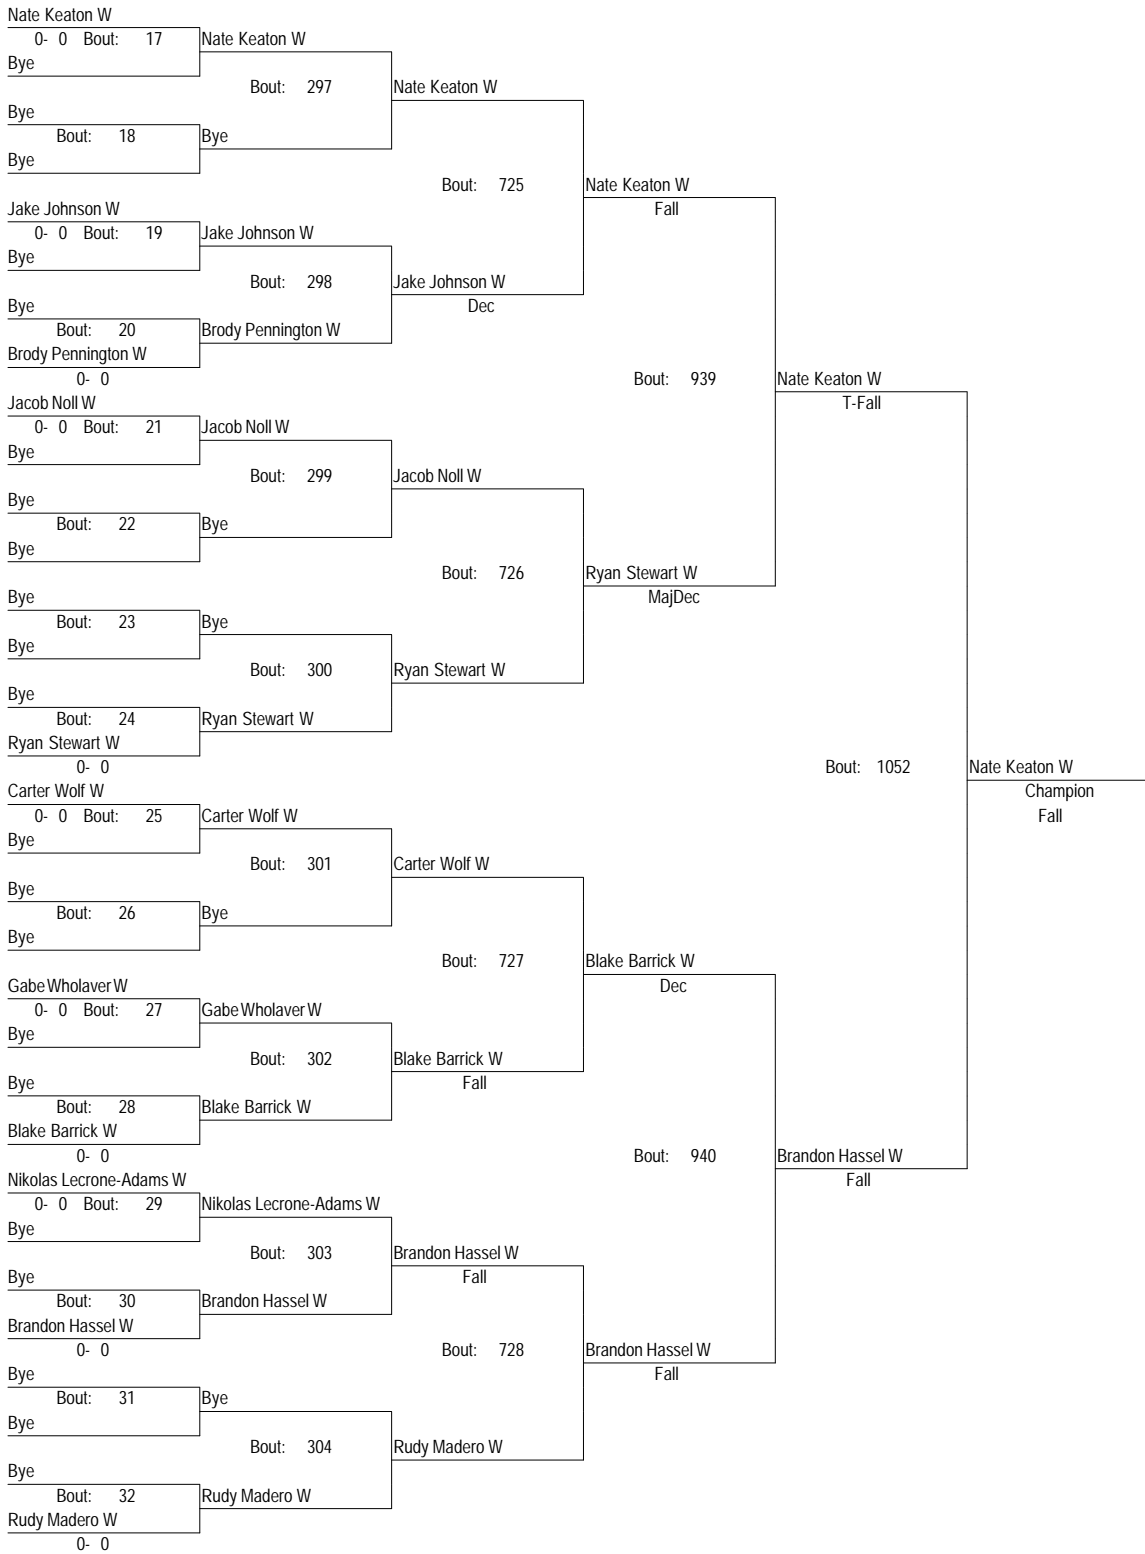 Nate Keaton W
0- 0 Bout: 17 Nate Keaton W
Bye
Bout: 297 Nate Keaton W
Bye
Bout: 18 Bye
Bye
Bout: 725 Nate Keaton W
Fall
Jake Johnson W
0- 0 Bout: 19 Jake Johnson W
Bye
Bout: 298 Jake Johnson W
Dec
Bye
Bout: 20 Brody Pennington W
Brody Pennington W
0- 0
Bout: 939 Nate Keaton W
T-Fall
Jacob Noll W
0- 0 Bout: 21 Jacob Noll W
Bye
Bout: 299 Jacob Noll W
Bye
Bout: 22 Bye
Bye
Bout: 726 Ryan Stewart W
MajDec
Bye
Bout: 23 Bye
Bye
Bout: 300 Ryan Stewart W
Bye
Bout: 24 Ryan Stewart W
Ryan Stewart W
0- 0
Bout: 1052 Nate Keaton W
Champion
Fall
Carter Wolf W
0- 0 Bout: 25 Carter Wolf W
Bye
Bout: 301 Carter Wolf W
Bye
Bout: 26 Bye
Bye
Bout: 727 Blake Barrick W
Dec
Gabe Wholaver W
0- 0 Bout: 27 Gabe Wholaver W
Bye
Bout: 302 Blake Barrick W
Fall
Bye
Bout: 28 Blake Barrick W
Blake Barrick W
0- 0
Bout: 940 Brandon Hassel W
Fall
Nikolas Lecrone-Adams W
0- 0 Bout: 29 Nikolas Lecrone-Adams W
Bye
Bout: 303 Brandon Hassel W
Fall
Bye
Bout: 30 Brandon Hassel W
Brandon Hassel W
0- 0
Bout: 728 Brandon Hassel W
Fall
Bye
Bout: 31 Bye
Bye
Bout: 304 Rudy Madero W
Bye
Bout: 32 Rudy Madero W
Rudy Madero W
0- 0